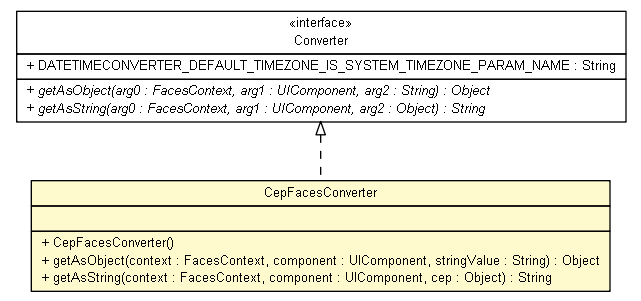 «interface»
Converter
+ DATETIMECONVERTER_DEFAULT_TIMEZONE_IS_SYSTEM_TIMEZONE_PARAM_NAME : String
+ getAsObject(arg0 : FacesContext, arg1 : UIComponent, arg2 : String) : Object
+ getAsString(arg0 : FacesContext, arg1 : UIComponent, arg2 : Object) : String
CepFacesConverter
+ CepFacesConverter()
+ getAsObject(context : FacesContext, component : UIComponent, stringValue : String) : Object
+ getAsString(context : FacesContext, component : UIComponent, cep : Object) : String